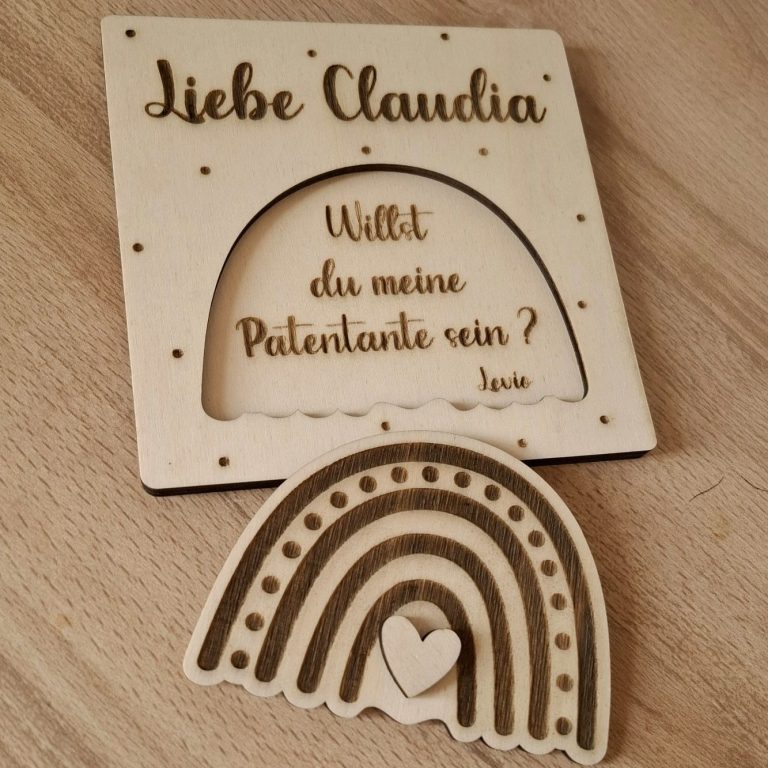 Liebe Claudia
Willst
du meine
Patentante sein ?
Levio